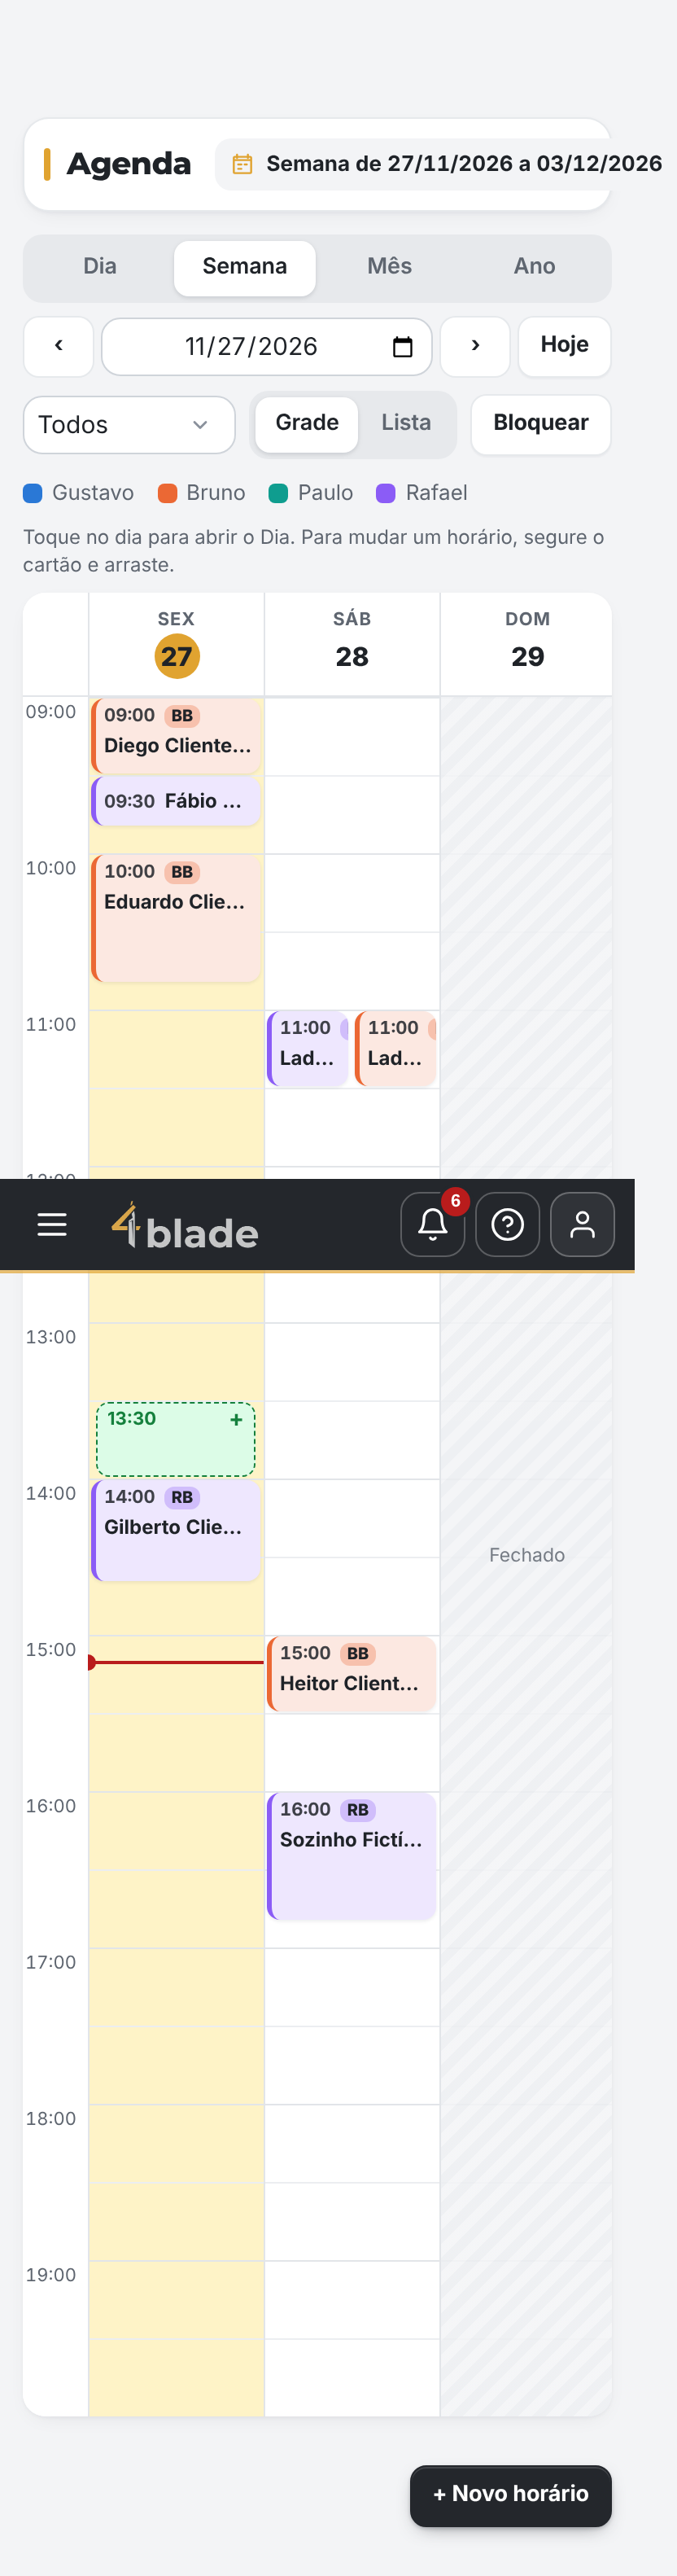 Agenda
Semana de 27/11/2026 a 03/12/2026
Dia Semana Mês Ano
‹ 11/27/2026 › Hoje
Todos Grade Lista Bloquear
Gustavo Bruno Paulo Rafael
Toque no dia para abrir o Dia. Para mudar um horário, segure o
cartão e arraste.
SEX SÁB DOM
27 28 29
09:00
09:00 BB
Diego Cliente...
09:30 Fábio ...
10:00
10:00 BB
Eduardo Clie...
11:00
11:00 11:00
Lad... Lad...
4blade
6
13:00
13:30 +
14:00
14:00 RB
Gilberto Clie...
Fechado
15:00
15:00 BB
Heitor Client...
16:00
16:00 RB
Sozinho Fictí...
17:00
18:00
19:00
+ Novo horário